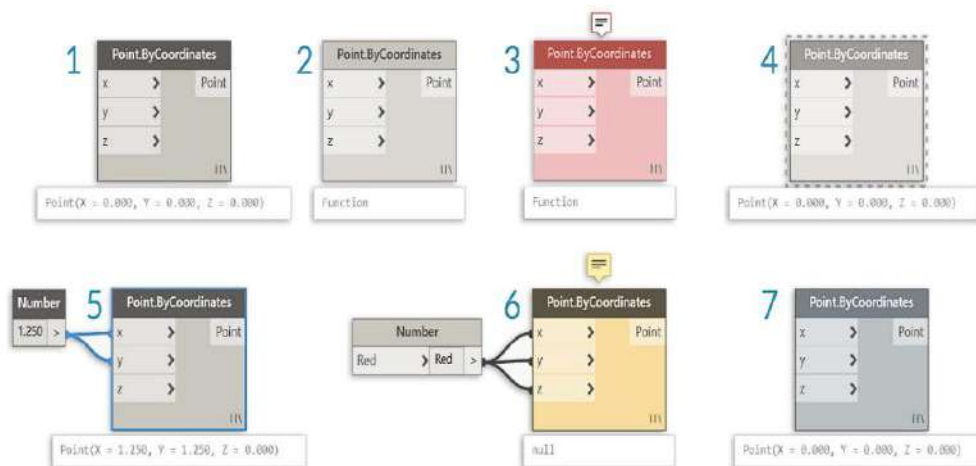 1
Point.ByCoordinates
x > Point
y >
z >
Point(X = 0.000, Y = 0.000, Z = 0.000)
2
Point.ByCoordinates
x > Point
y >
z >
Function
3
Point.ByCoordinates
x > Point
y >
z >
Function
4
Point.ByCoordinates
x > Point
y >
z >
Point(X = 0.000, Y = 0.000, Z = 0.000)
Number
1.250 >
5
Point.ByCoordinates
x > Point
y >
z >
Point(X = 1.250, Y = 1.250, Z = 0.000)
Number
Red > Red >
6
Point.ByCoordinates
x > Point
y >
z >
null
7
Point.ByCoordinates
x > Point
y >
z >
Point(X = 0.000, Y = 0.000, Z = 0.000)